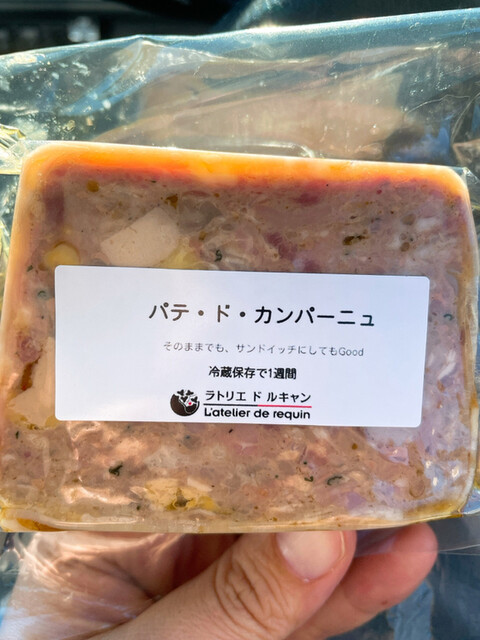 パテ・ド・カンパーニュ
そのままでも、サンドイッチにしてもGood
冷蔵保存で1週間
ラトリエ ド ルキャン
L'atelier de requin